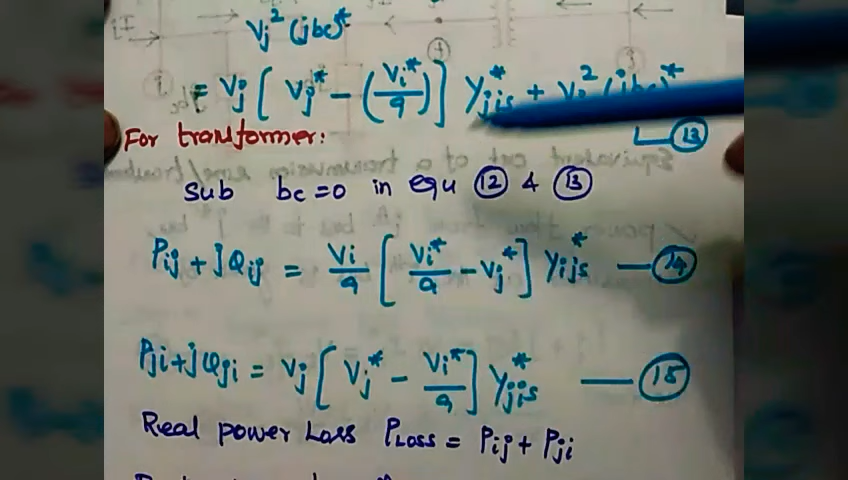 Vj² (jbc)*
= Vj [ Vj* - (Vi*/a) ] Yjis* + Vj² (jbc)* — (13)
For transformer:
Sub bc = 0 in equ (12) & (13)
Pij + jQij = Vi/a [ Vi*/a - Vj* ] Yijs* — (14)
Pji + jQji = Vj [ Vj* - Vi*/a ] Yjis* — (15)
Real power Loss PLoss = Pij + Pji